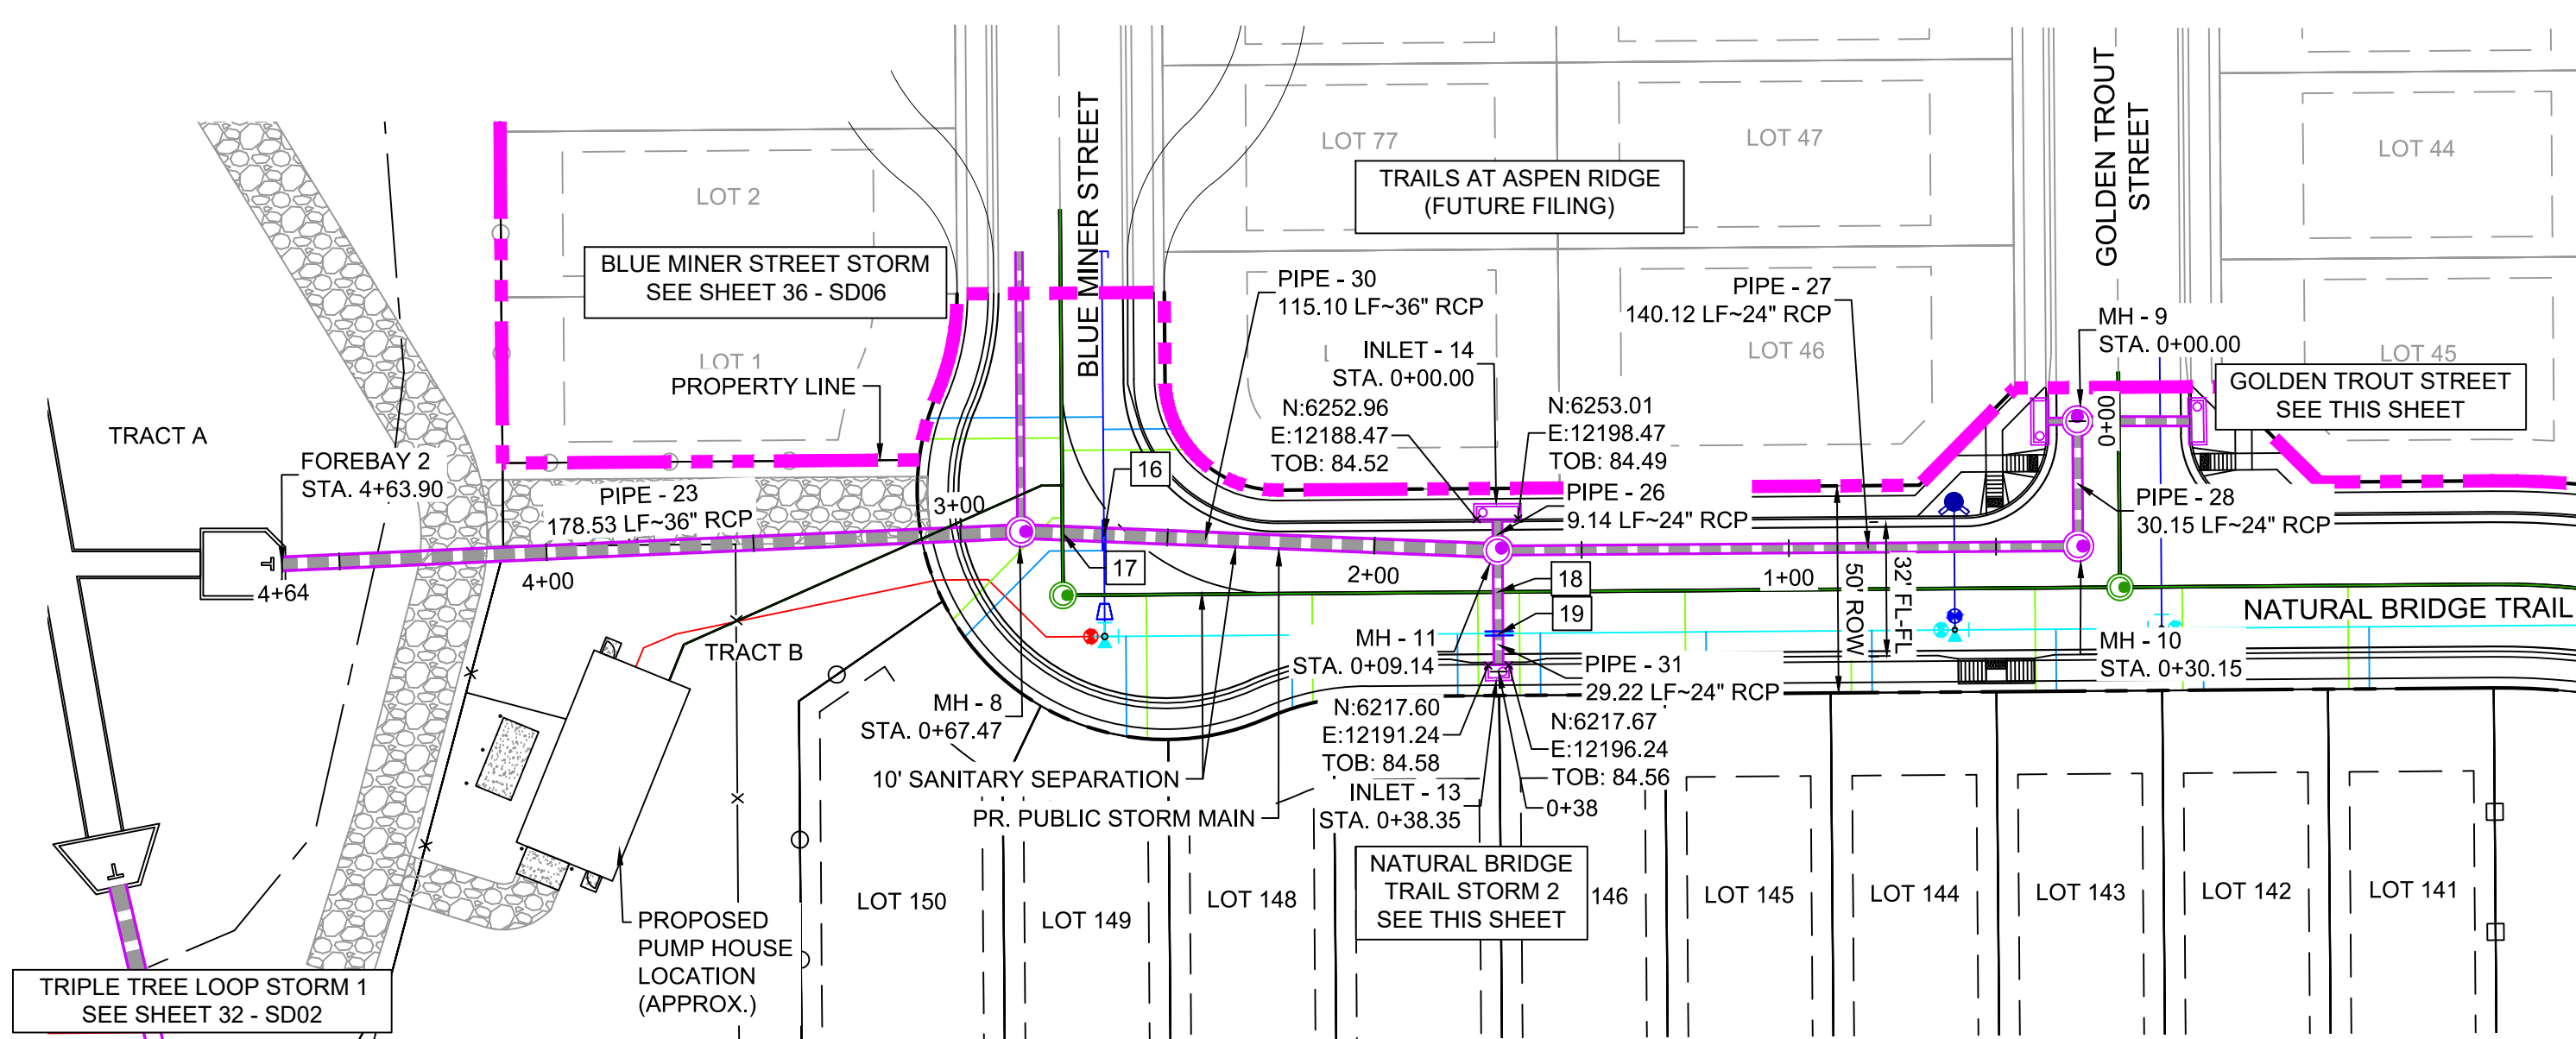 BLUE MINER STREET
GOLDEN TROUT
STREET
LOT 77
LOT 47
LOT 44
LOT 2
TRAILS AT ASPEN RIDGE
(FUTURE FILING)
BLUE MINER STREET STORM
SEE SHEET 36 - SD06
PIPE - 30
115.10 LF~36" RCP
PIPE - 27
140.12 LF~24" RCP
MH - 9
STA. 0+00.00
LOT 1
LOT 46
LOT 45
INLET - 14
STA. 0+00.00
PROPERTY LINE
GOLDEN TROUT STREET
SEE THIS SHEET
N:6252.96
E:12188.47
TOB: 84.52
N:6253.01
E:12198.47
TOB: 84.49
0+00
TRACT A
FOREBAY 2
STA. 4+63.90
16
PIPE - 23
178.53 LF~36" RCP
3+00
PIPE - 26
9.14 LF~24" RCP
PIPE - 28
30.15 LF~24" RCP
4+64
4+00
17
2+00
18
1+00
50' ROW
32' FL-FL
19
NATURAL BRIDGE TRAIL
TRACT B
MH - 11
STA. 0+09.14
MH - 10
STA. 0+30.15
PIPE - 31
29.22 LF~24" RCP
MH - 8
STA. 0+67.47
N:6217.60
E:12191.24
TOB: 84.58
N:6217.67
E:12196.24
TOB: 84.56
10' SANITARY SEPARATION
INLET - 13
STA. 0+38.35
0+38
PR. PUBLIC STORM MAIN
NATURAL BRIDGE
TRAIL STORM 2
SEE THIS SHEET
LOT 150
LOT 149
LOT 148
146
LOT 145
LOT 144
LOT 143
LOT 142
LOT 141
PROPOSED
PUMP HOUSE
LOCATION
(APPROX.)
TRIPLE TREE LOOP STORM 1
SEE SHEET 32 - SD02